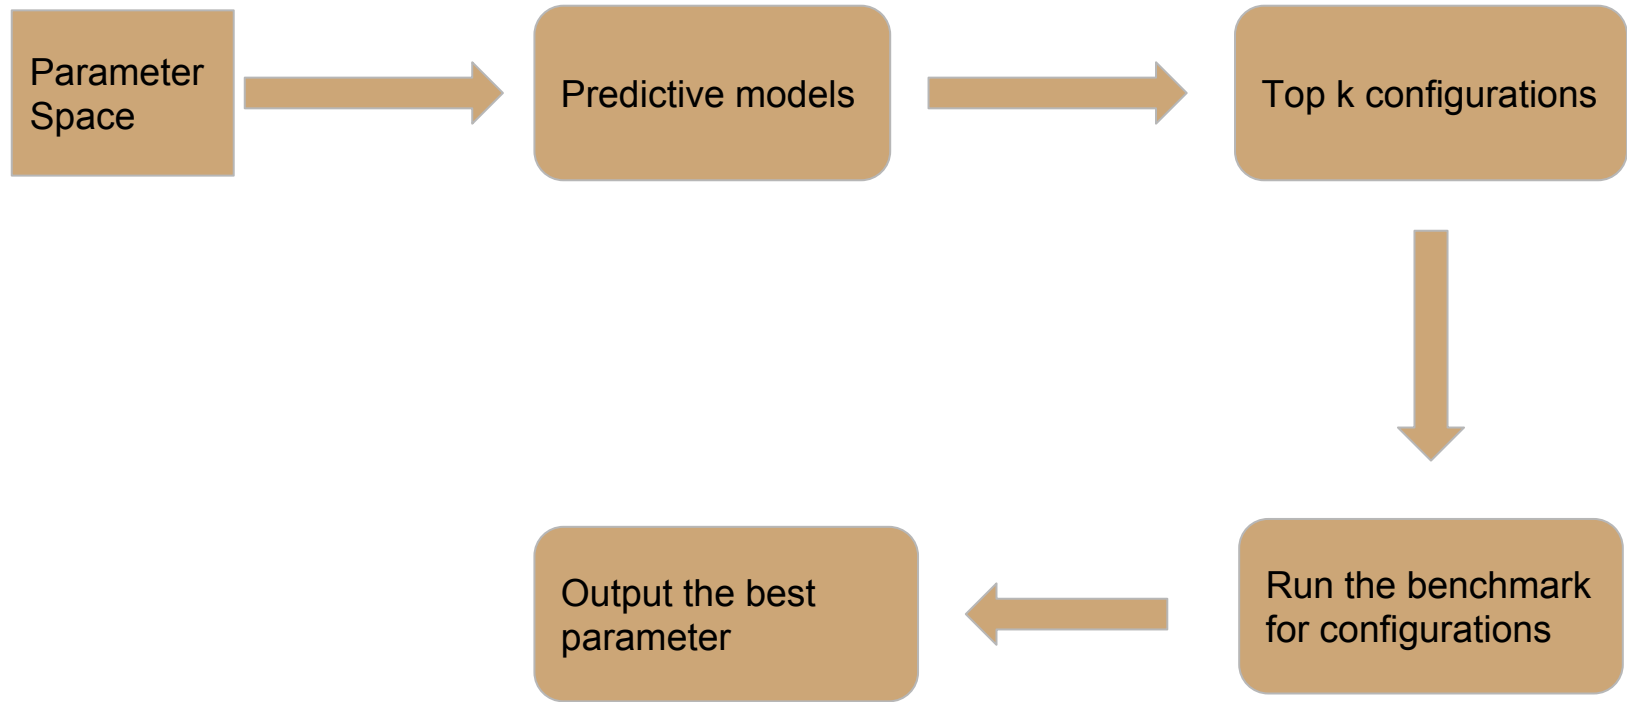 Parameter
Space
Predictive models
Top k configurations
Run the benchmark
for configurations
Output the best
parameter